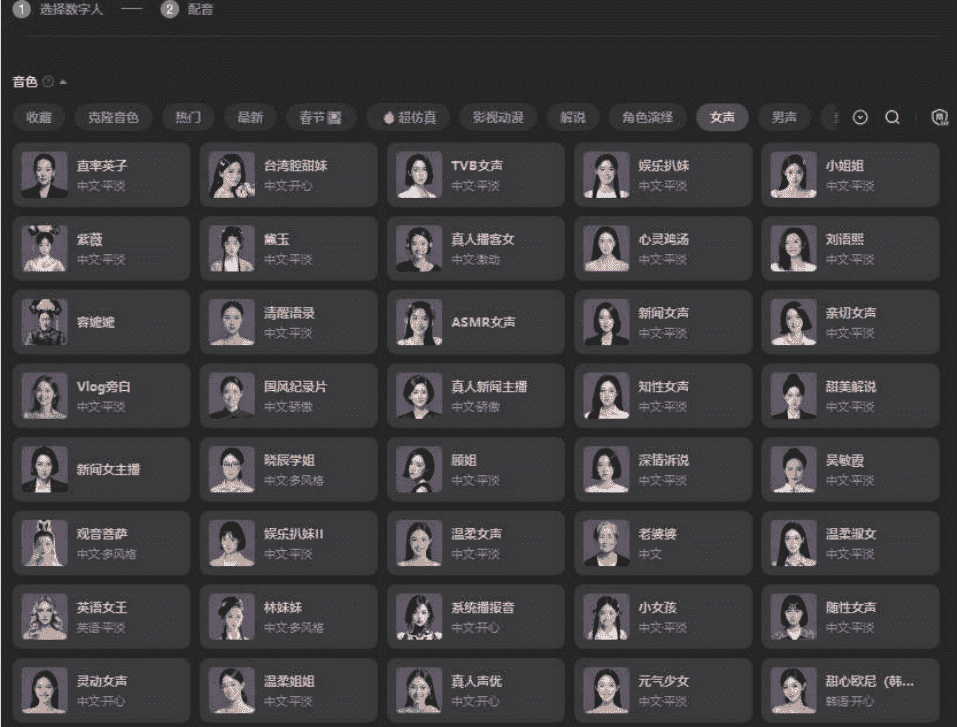 1 选择数字人 2 配音
音色
收藏 克隆音色 热门 最新 春节 超仿真 影视动漫 解说 角色演绎 女声 男声
直率英子 台湾腔甜妹 TVB女声 娱乐扒妹 小姐姐
中文·平淡 中文·开心 中文·平淡 中文·平淡 中文·平淡
紫薇 黛玉 真人播客女 心灵鸡汤 刘语熙
中文·平淡 中文·平淡 中文·激动 中文·平淡 中文·平淡
容嬷嬷 清醒语录 ASMR女声 新闻女声 亲切女声
中文·平淡 中文·平淡 中文·平淡
Vlog旁白 国风纪录片 真人新闻主播 知性女声 甜美解说
中文·平淡 中文·骄傲 中文·骄傲 中文·平淡 中文·平淡
新闻女主播 晓辰学姐 顾姐 深情诉说 吴敏霞
中文·多风格 中文·平淡 中文·平淡 中文·平淡
观音菩萨 娱乐扒妹II 温柔女声 老婆婆 温柔淑女
中文·多风格 中文·平淡 中文·平淡 中文 中文·平淡
英语女王 林妹妹 系统播报音 小女孩 随性女声
英语·平淡 中文·多风格 中文·开心 中文·平淡 中文·平淡
灵动女声 温柔姐姐 真人声优 元气少女 甜心欧尼（韩...
中文·开心 中文·平淡 中文·开心 中文·平淡 韩语·开心